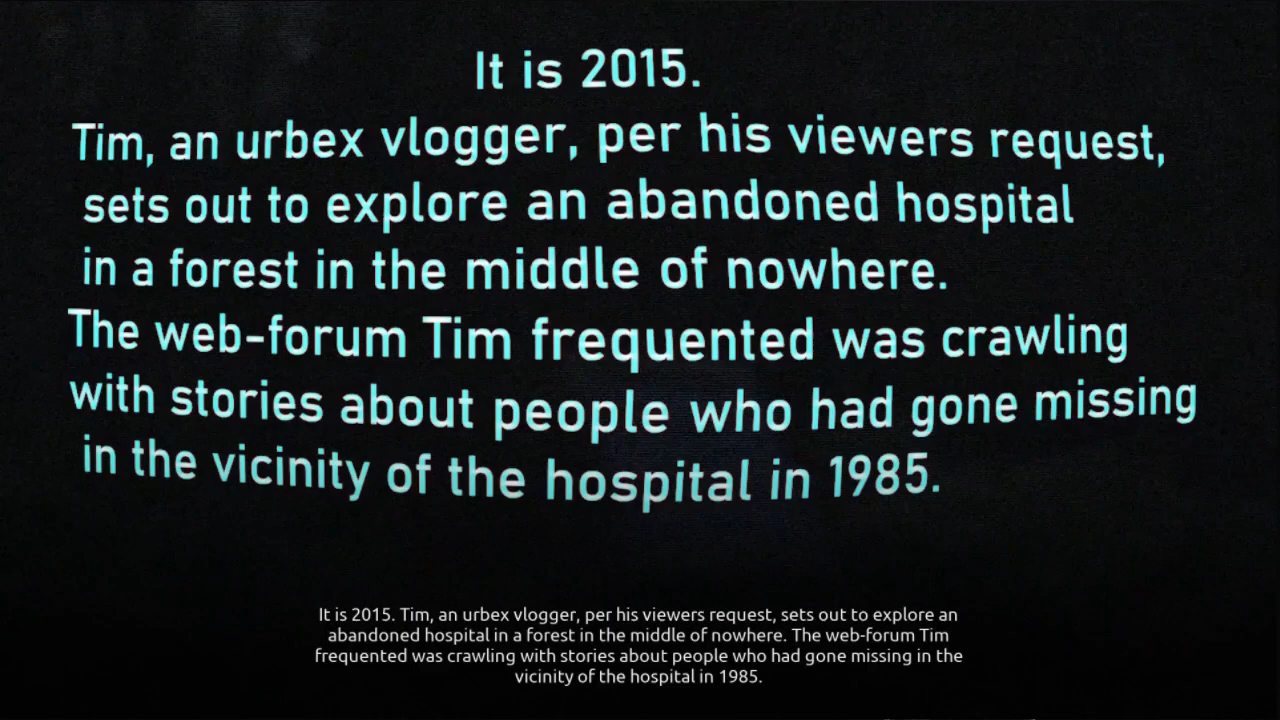 It is 2015.
Tim, an urbex vlogger, per his viewers request,
sets out to explore an abandoned hospital
in a forest in the middle of nowhere.
The web-forum Tim frequented was crawling
with stories about people who had gone missing
in the vicinity of the hospital in 1985.
It is 2015. Tim, an urbex vlogger, per his viewers request, sets out to explore an
abandoned hospital in a forest in the middle of nowhere. The web-forum Tim
frequented was crawling with stories about people who had gone missing in the
vicinity of the hospital in 1985.